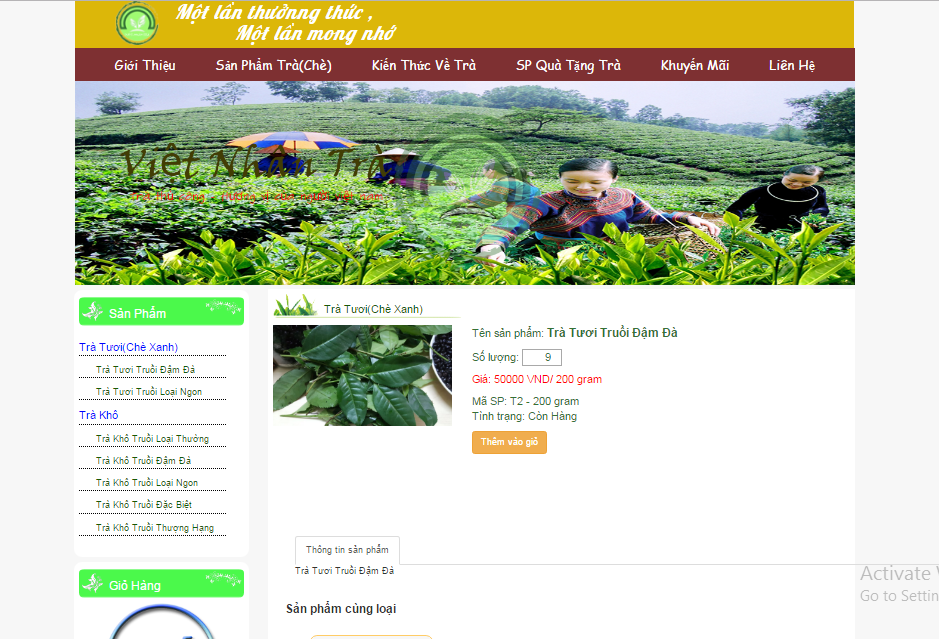 Một lần thưởnng thức ,
Một lần mong nhớ
Giới Thiệu
Sản Phẩm Trà(Chè)
Kiến Thức Về Trà
SP Quà Tặng Trà
Khuyến Mãi
Liên Hệ
Việt Nhân Trà
Sản Phẩm
Trà Tươi(Chè Xanh)
Trà Tươi Truồi Đậm Đà
Trà Tươi Truồi Loại Ngon
Trà Khô
Trà Khô Truồi Loại Thường
Trà Khô Truồi Đậm Đà
Trà Khô Truồi Loại Ngon
Trà Khô Truồi Đặc Biệt
Trà Khô Truồi Thượng Hạng
Giỏ Hàng
Trà Tươi(Chè Xanh)
Tên sản phẩm: Trà Tươi Truồi Đậm Đà
Số lượng: 9
Giá: 50000 VND/ 200 gram
Mã SP: T2 - 200 gram
Tình trạng: Còn Hàng
Thêm vào giỏ
Thông tin sản phẩm
Trà Tươi Truồi Đậm Đà
Sản phẩm cùng loại
Activate
Go to Settin